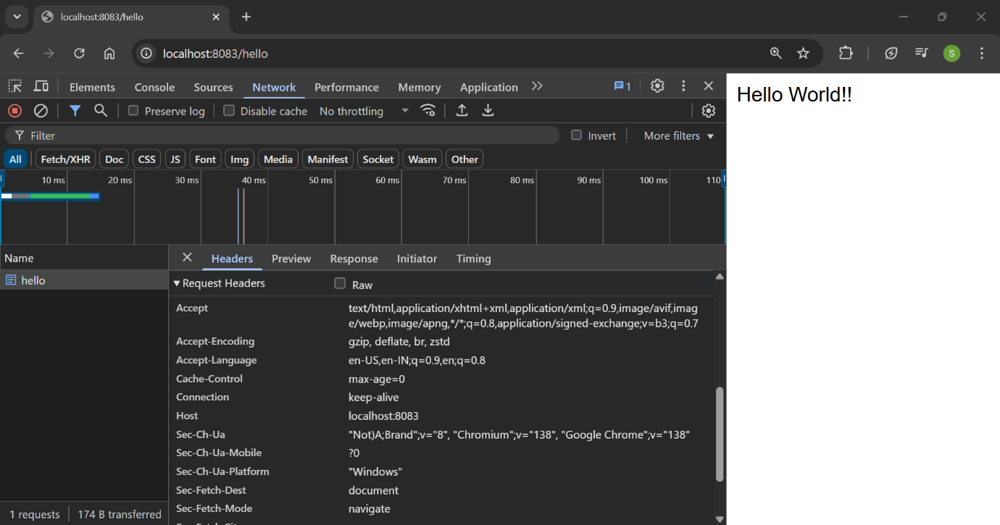 localhost:8083/hello
localhost:8083/hello
S
Elements Console Sources Network Performance Memory Application 1
Preserve log Disable cache No throttling
Filter Invert More filters
All Fetch/XHR Doc CSS JS Font Img Media Manifest Socket Wasm Other
10 ms 20 ms 30 ms 40 ms 50 ms 60 ms 70 ms 80 ms 90 ms 100 ms 110
Name
hello
1 requests 174 B transferred
Headers Preview Response Initiator Timing
Request Headers Raw
Accept text/html,application/xhtml+xml,application/xml;q=0.9,image/avif,imag
e/webp,image/apng,*/*;q=0.8,application/signed-exchange;v=b3;q=0.7
Accept-Encoding gzip, deflate, br, zstd
Accept-Language en-US,en-IN;q=0.9,en;q=0.8
Cache-Control max-age=0
Connection keep-alive
Host localhost:8083
Sec-Ch-Ua "Not)A;Brand";v="8", "Chromium";v="138", "Google Chrome";v="138"
Sec-Ch-Ua-Mobile ?0
Sec-Ch-Ua-Platform "Windows"
Sec-Fetch-Dest document
Sec-Fetch-Mode navigate
Hello World!!